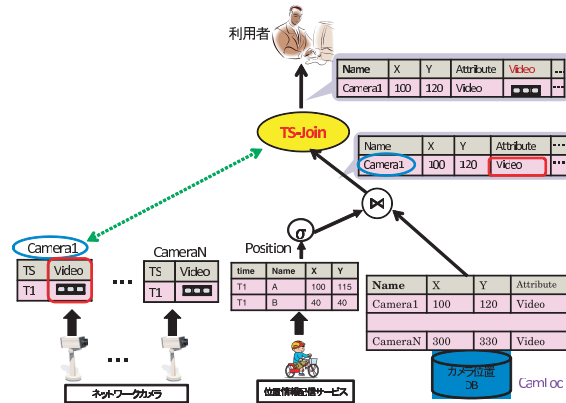 利用者
Name X Y Attribute Video ...
Camera1 100 120 Video ...
TS-Join
Name X Y Attribute ...
Camera1 100 120 Video ...
σ
⋈
Camera1
TS Video
T1
...
CameraN
TS Video
T1
Position
time Name X Y
T1 A 100 115
T1 B 40 40
Name X Y Attribute
Camera1 100 120 Video
CameraN 300 330 Video
...
ネットワークカメラ
位置情報配信サービス
カメラ位置
DB
CamLoc